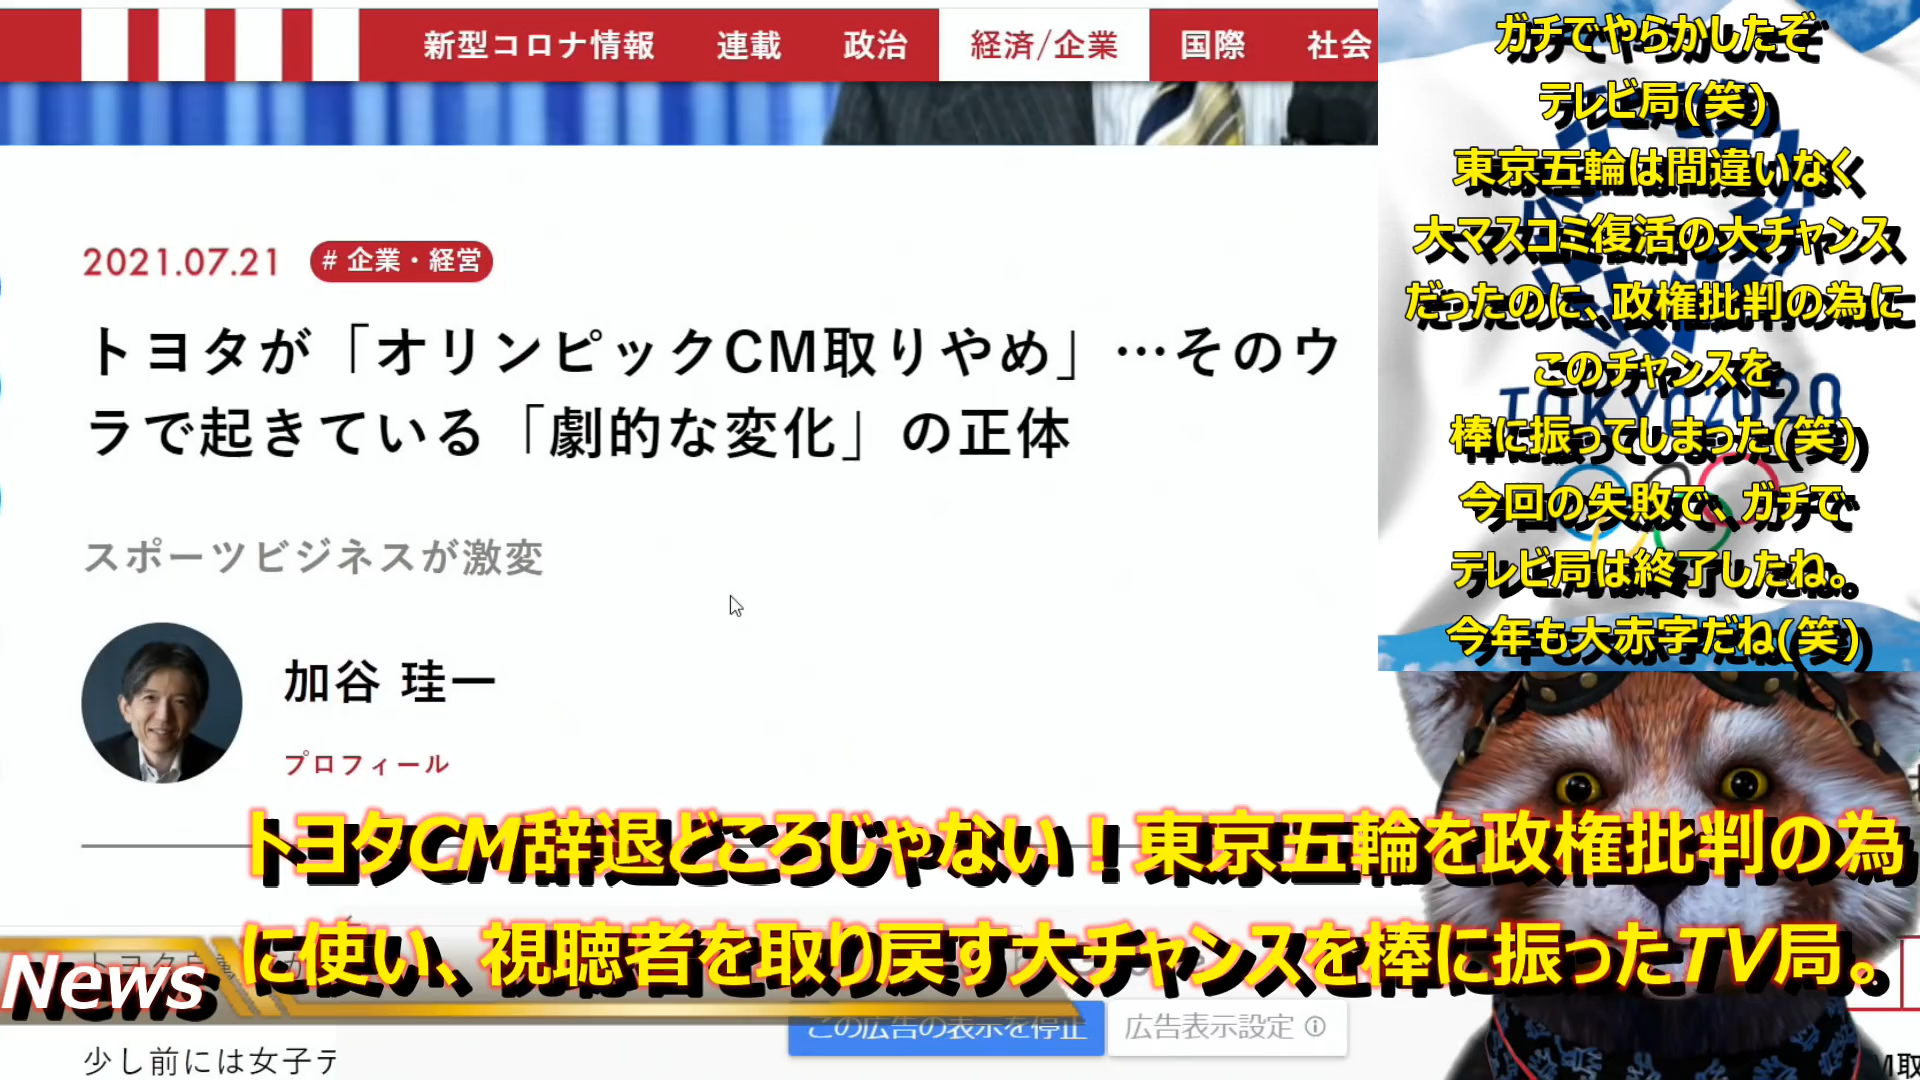 新型コロナ情報 連載 政治 経済/企業 国際 社会
2021.07.21 # 企業・経営
トヨタが「オリンピックCM取りやめ」…そのウ
ラで起きている「劇的な変化」の正体
スポーツビジネスが激変
加谷 珪一
プロフィール
ガチでやらかしたぞ
テレビ局(笑)
東京五輪は間違いなく
大マスコミ復活の大チャンス
だったのに、政権批判の為に
このチャンスを
棒に振ってしまった(笑)
今回の失敗で、ガチで
テレビ局は終了したね。
今年も大赤字だね(笑)
TOKYO 2020
トヨタCM辞退どころじゃない！東京五輪を政権批判の為
に使い、視聴者を取り戻す大チャンスを棒に振ったTV局。
News
この広告の表示を停止 広告表示設定
少し前には女子テ